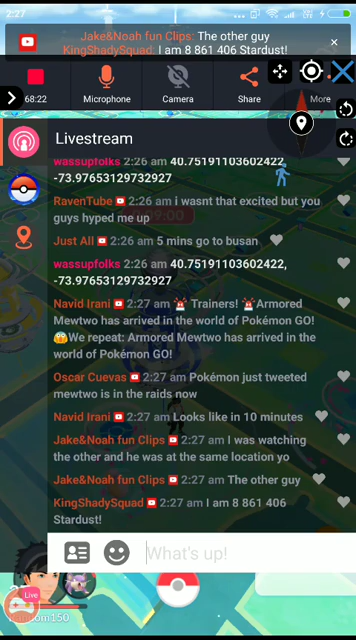 2:27
Jake&Noah fun Clips: The other guy
KingShadySquad: I am 8 861 406 Stardust!
68:22
Microphone
Camera
Share
More
Livestream
wassupfolks 2:26 am 40.75191103602422,
-73.97653129732927
RavenTube 2:26 am i wasnt that excited but you
guys hyped me up
Just All 2:26 am 5 mins go to busan
wassupfolks 2:26 am 40.75191103602422,
-73.97653129732927
Navid Irani 2:27 am 🚨 Trainers! 🚨Armored
Mewtwo has arrived in the world of Pokémon GO!
😱We repeat: Armored Mewtwo has arrived in the
world of Pokémon GO!
Oscar Cuevas 2:27 am Pokémon just tweeted
mewtwo is in the raids now
Navid Irani 2:27 am Looks like in 10 minutes
Jake&Noah fun Clips 2:27 am I was watching
the other and he was at the same location yo
Jake&Noah fun Clips 2:27 am The other guy
KingShadySquad 2:27 am I am 8 861 406
Stardust!
What's up!
Live